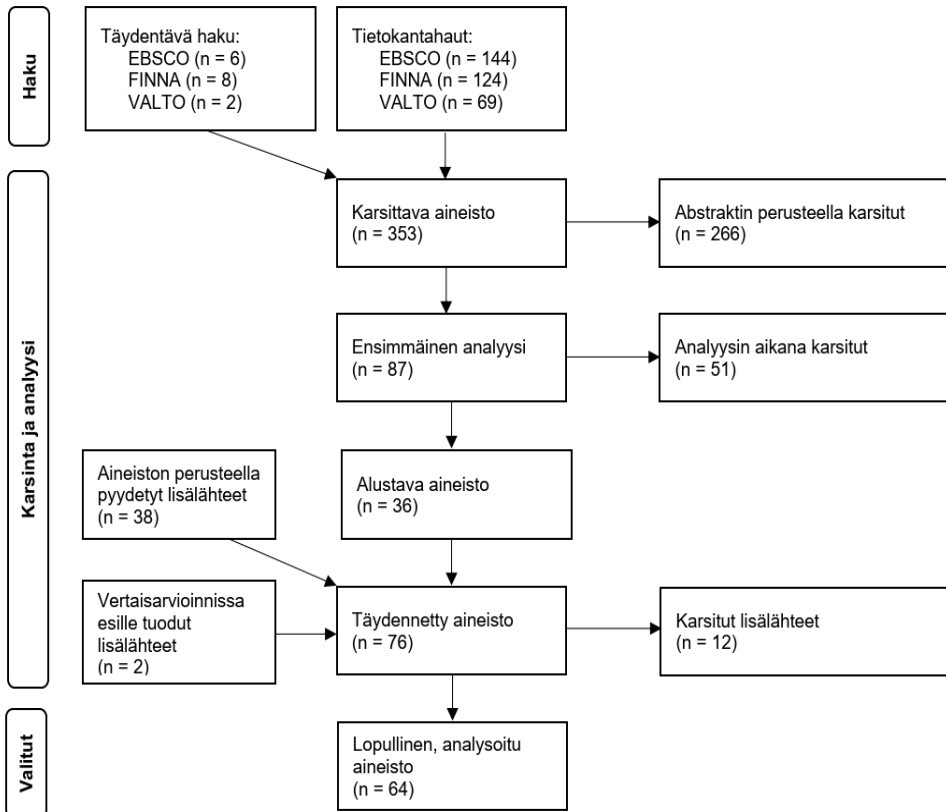 Haku
Täydentävä haku:
EBSCO (n = 6)
FINNA (n = 8)
VALTO (n = 2)
Tietokantahaut:
EBSCO (n = 144)
FINNA (n = 124)
VALTO (n = 69)
Karsinta ja analyysi
Karsittava aineisto
(n = 353)
Abstraktin perusteella karsitut
(n = 266)
Ensimmäinen analyysi
(n = 87)
Analyysin aikana karsitut
(n = 51)
Aineiston perusteella
pyydetyt lisälähteet
(n = 38)
Alustava aineisto
(n = 36)
Vertaisarvioinnissa
esille tuodut
lisälähteet
(n = 2)
Täydennetty aineisto
(n = 76)
Karsitut lisälähteet
(n = 12)
Valitut
Lopullinen, analysoitu
aineisto
(n = 64)